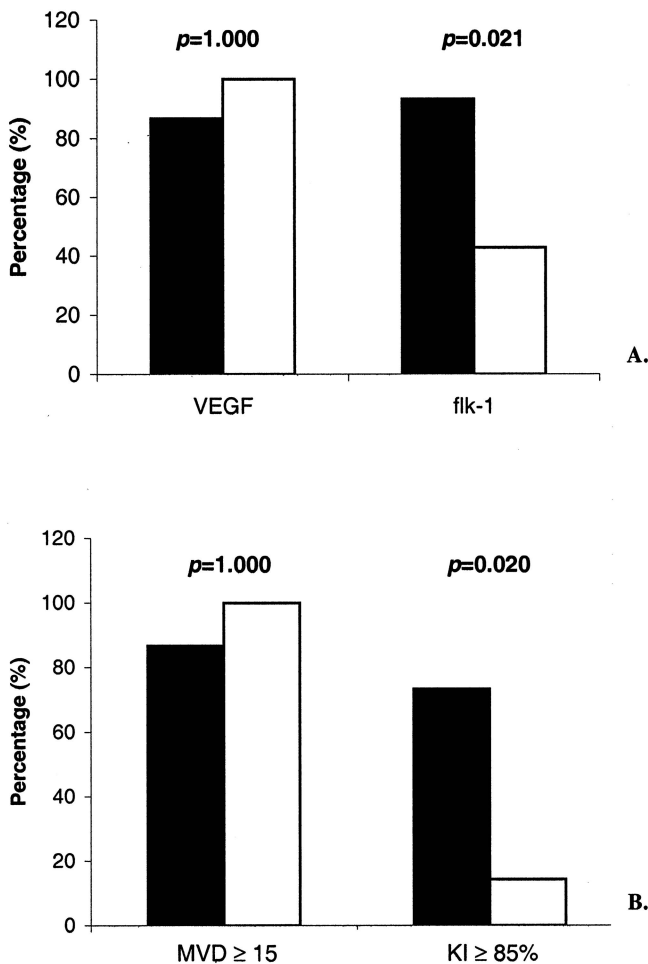 120
p=1.000 p=0.021
100
80
60
40
20
0
Percentage (%)
VEGF flk-1
A.
120
p=1.000 p=0.020
100
80
60
40
20
0
Percentage (%)
MVD ≥ 15 KI ≥ 85%
B.